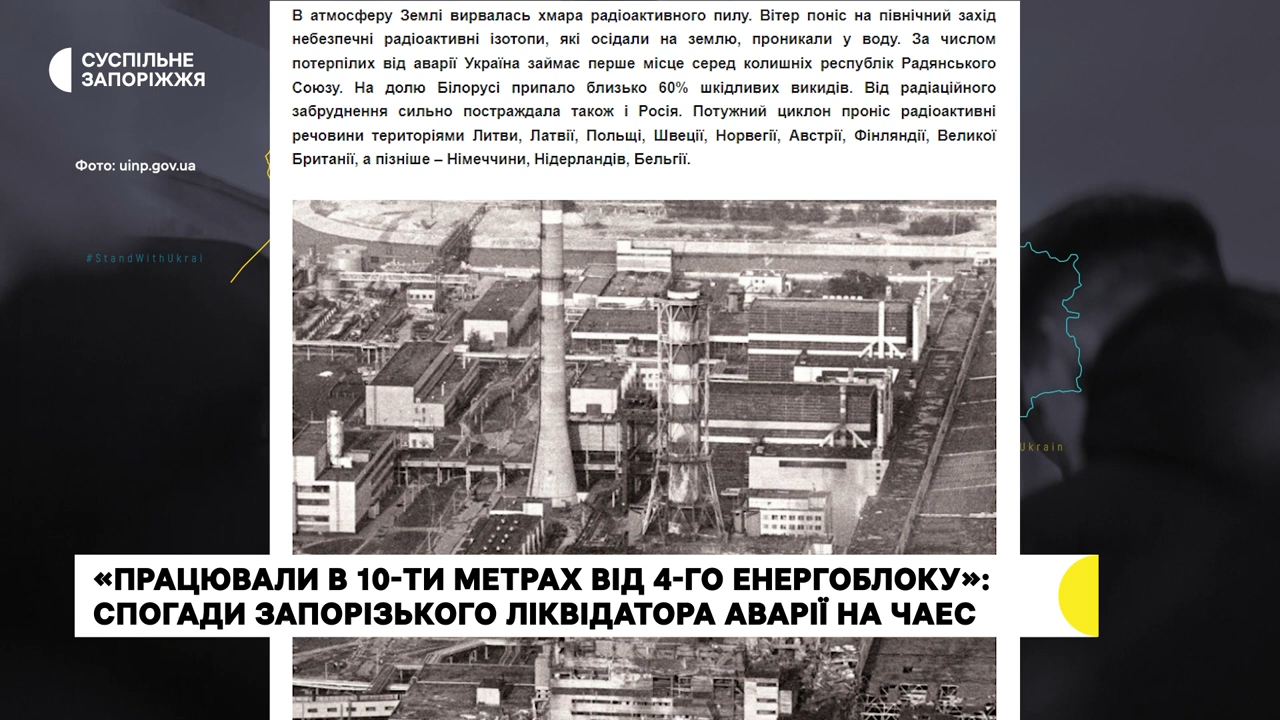 В атмосферу Землі вирвалась хмара радіоактивного пилу. Вітер поніс на північний захід
небезпечні радіоактивні ізотопи, які осідали на землю, проникали у воду. За числом
потерпілих від аварії Україна займає перше місце серед колишніх республік Радянського
Союзу. На долю Білорусі припало близько 60% шкідливих викидів. Від радіаційного
забруднення сильно постраждала також і Росія. Потужний циклон проніс радіоактивні
речовини територіями Литви, Латвії, Польщі, Швеції, Норвегії, Австрії, Фінляндії, Великої
Британії, а пізніше – Німеччини, Нідерландів, Бельгії.
СУСПІЛЬНЕ
ЗАПОРІЖЖЯ
Фото: uinp.gov.ua
#StandWithUkrai
Ukrain
«ПРАЦЮВАЛИ В 10-ТИ МЕТРАХ ВІД 4-ГО ЕНЕРГОБЛОКУ»:
СПОГАДИ ЗАПОРІЗЬКОГО ЛІКВІДАТОРА АВАРІЇ НА ЧАЕС